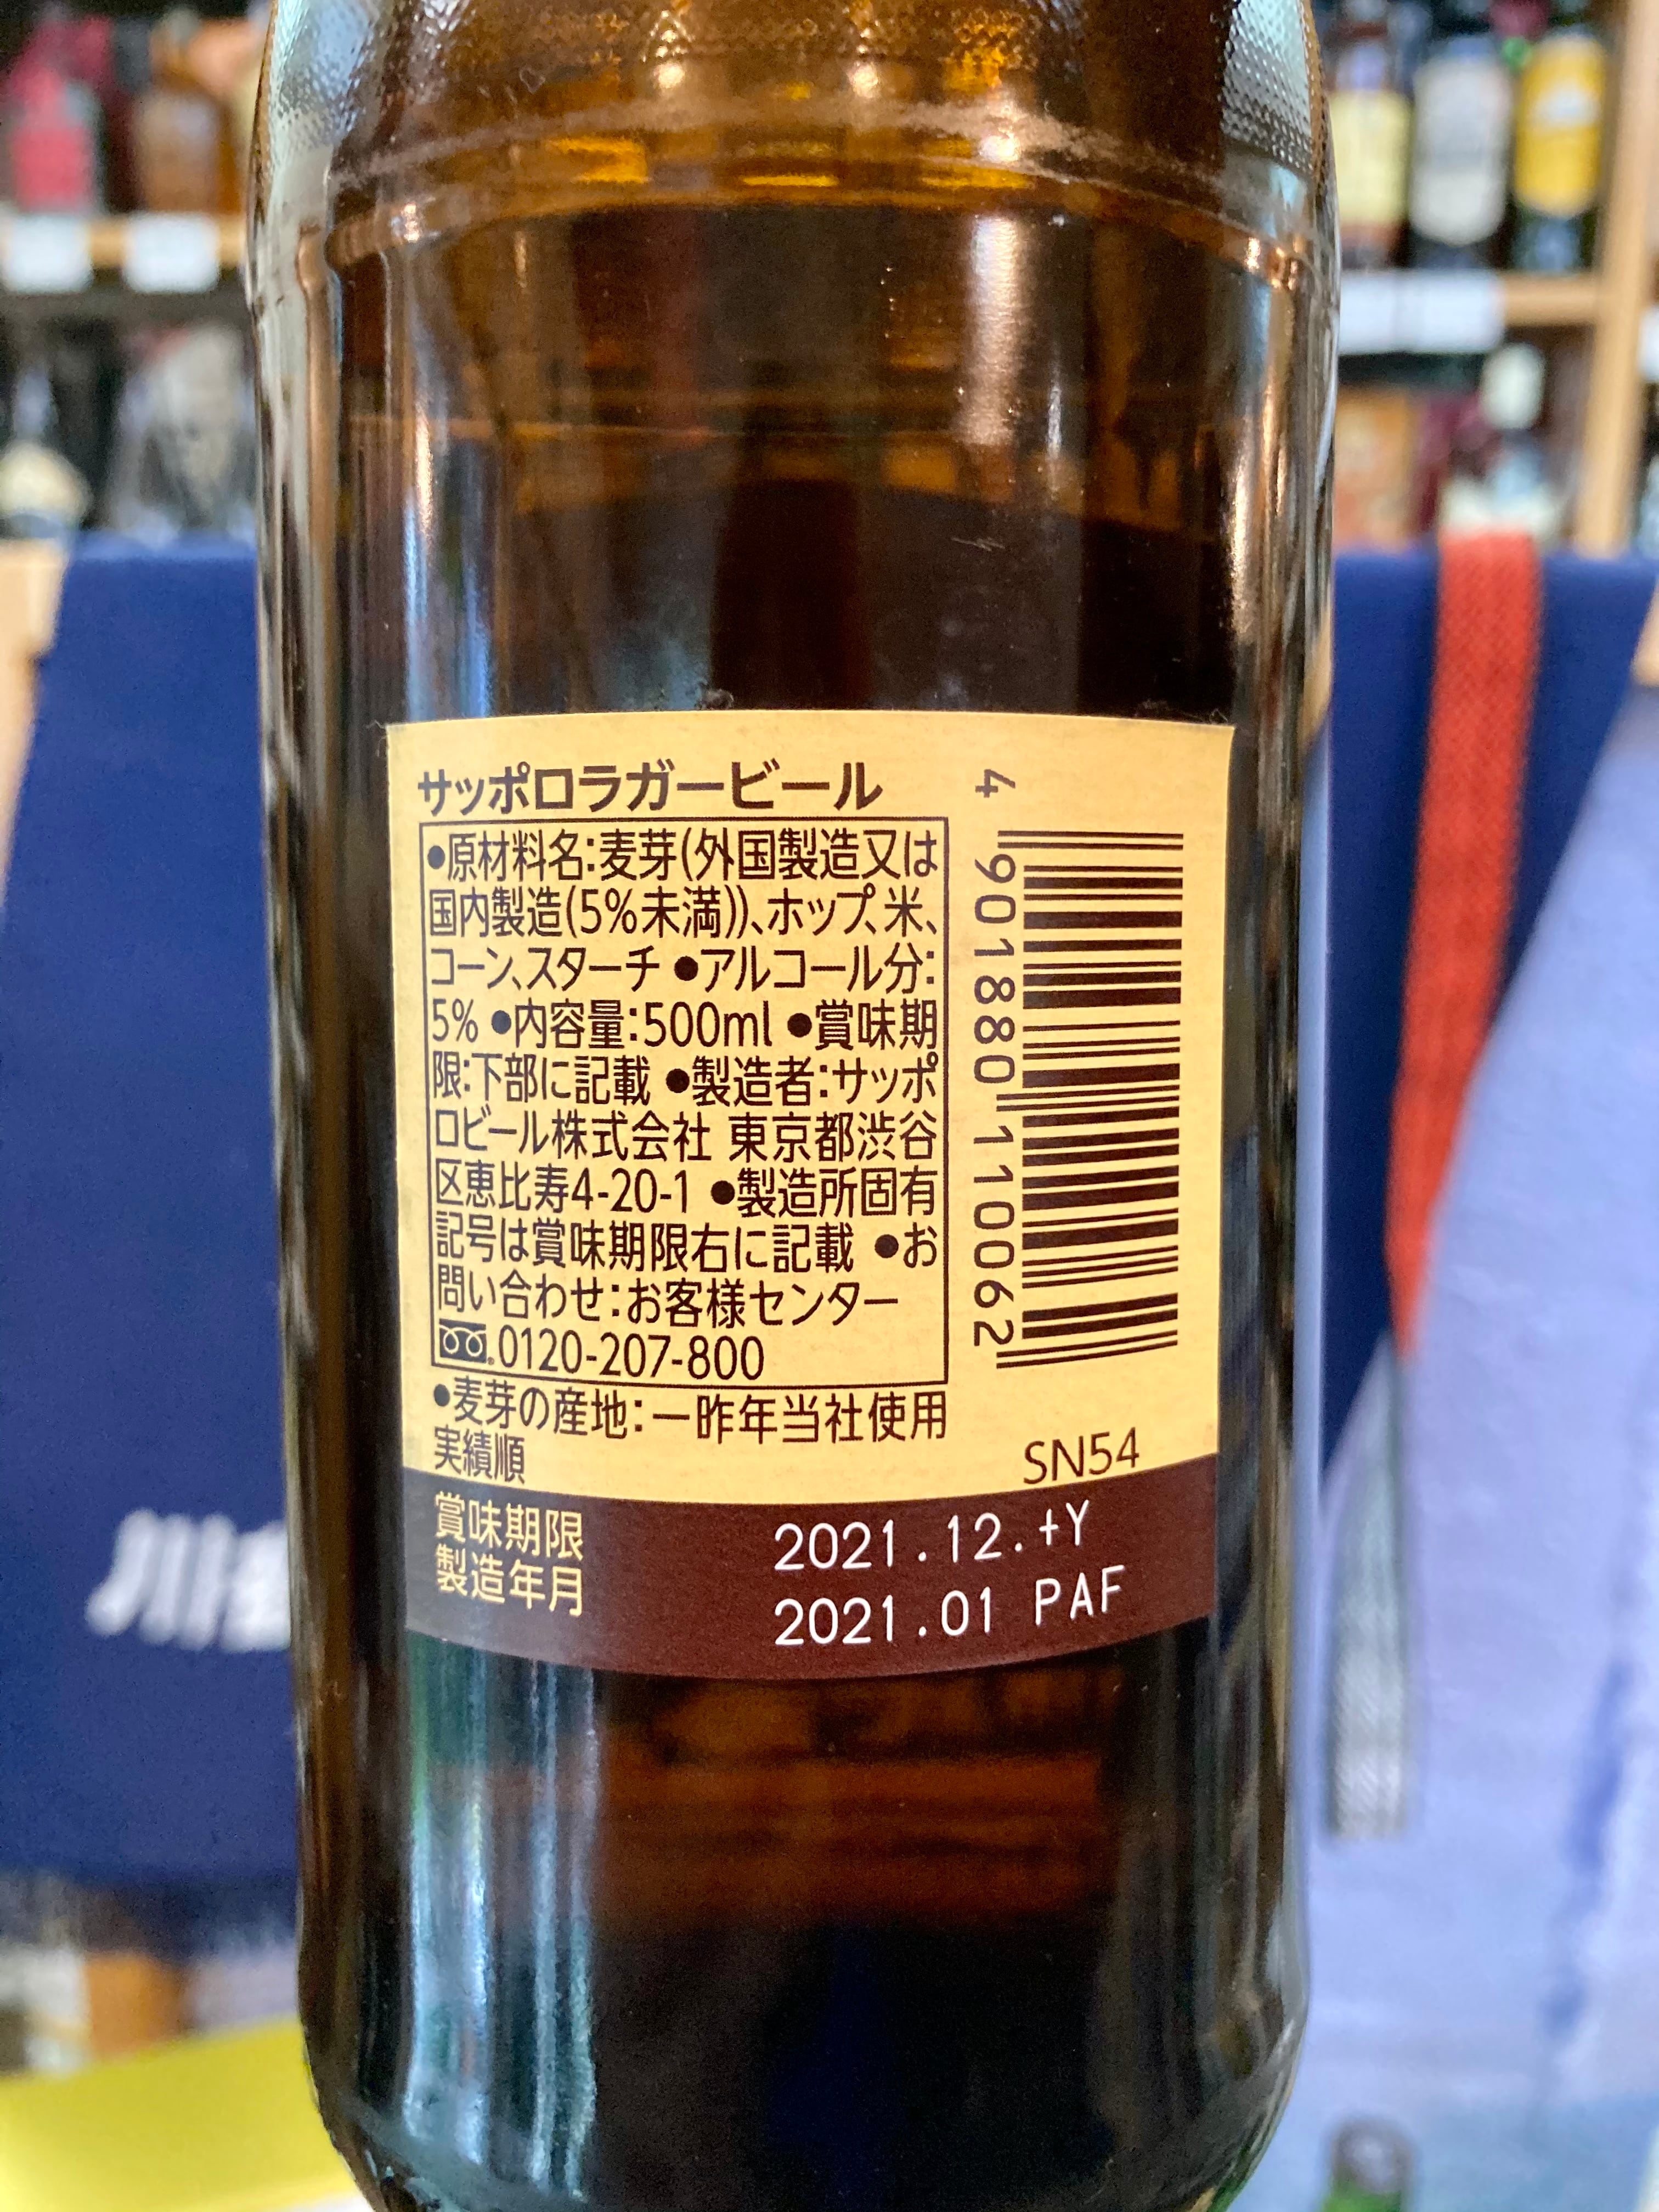 サッポロラガービール
●原材料名:麦芽(外国製造又は
国内製造(5%未満))、ホップ、米、
コーン、スターチ ●アルコール分:
5% ●内容量:500ml ●賞味期
限:下部に記載 ●製造者:サッポ
ロビール株式会社 東京都渋谷
区恵比寿4-20-1 ●製造所固有
記号は賞味期限右に記載 ●お
問い合わせ:お客様センター
0120-207-800
●麦芽の産地:一昨年当社使用
実績順
4 901880 110062
SN54
賞味期限 2021.12.+Y
製造年月 2021.01 PAF